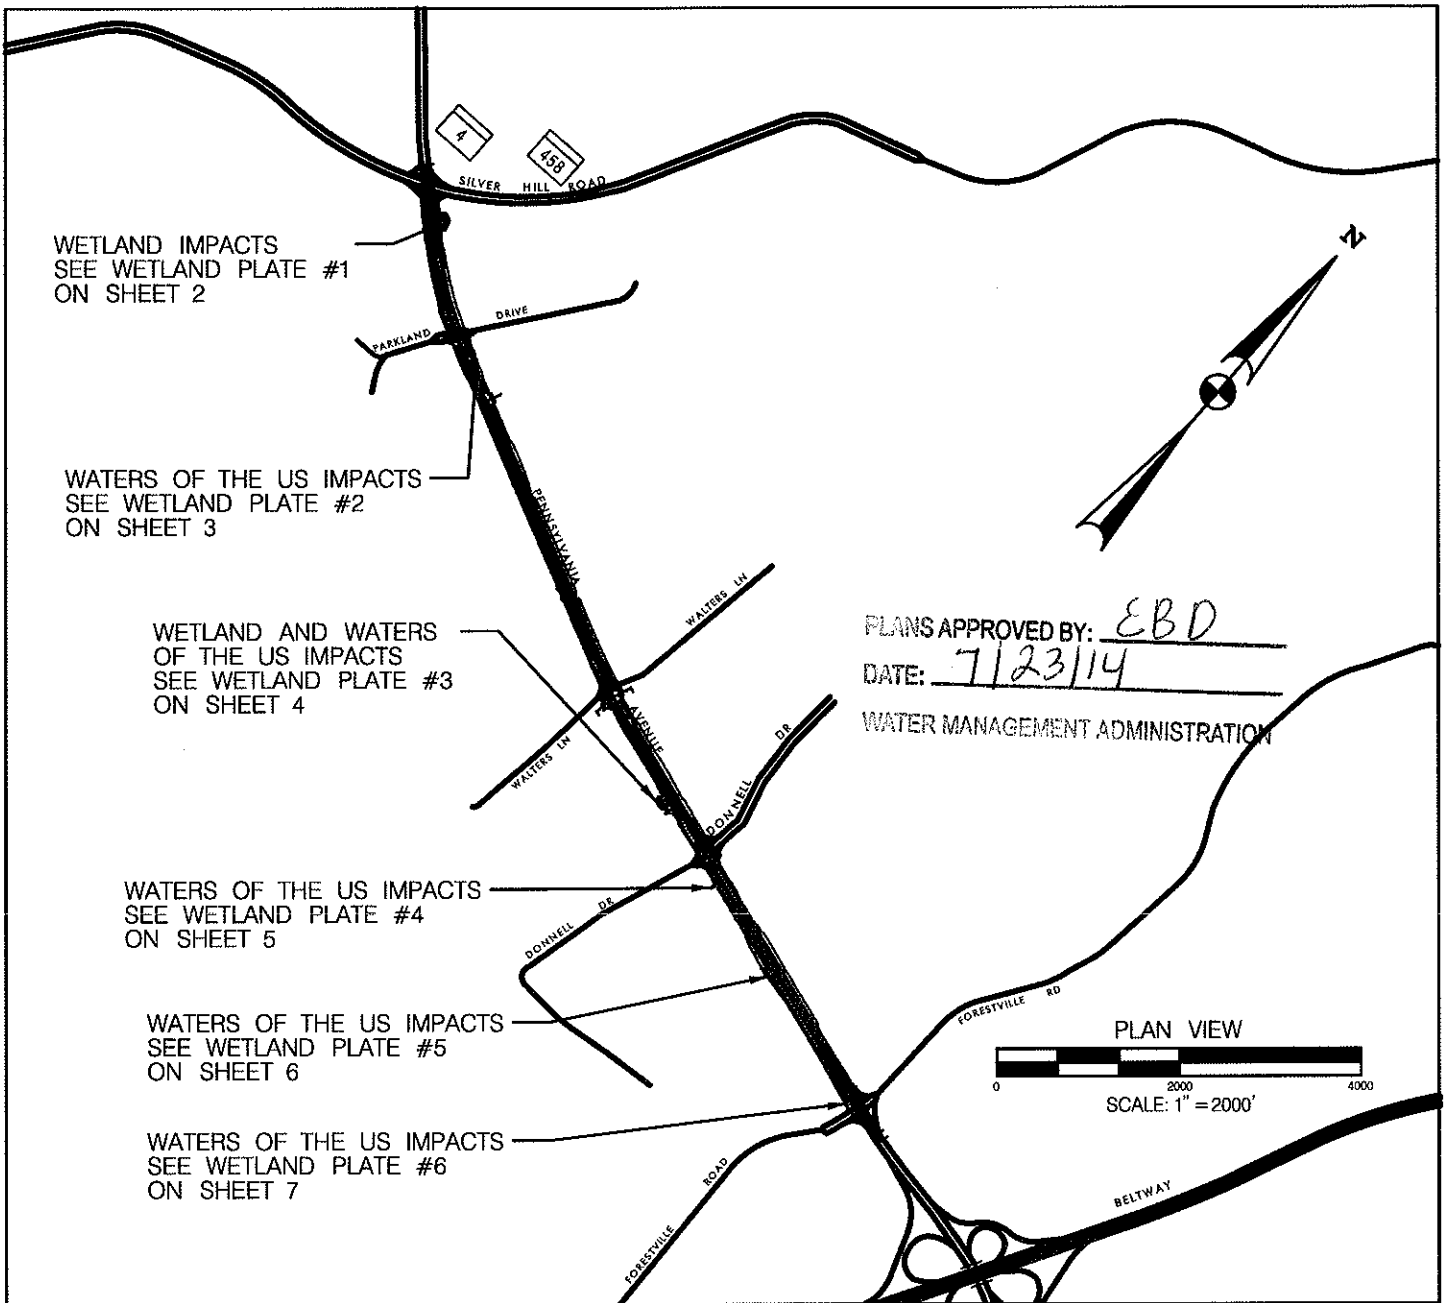 4
458
SILVER HILL ROAD
N
WETLAND IMPACTS
SEE WETLAND PLATE #1
ON SHEET 2
PARKLAND DRIVE
WATERS OF THE US IMPACTS
SEE WETLAND PLATE #2
ON SHEET 3
PENNSYLVANIA AVENUE
WALTERS LN
WETLAND AND WATERS
OF THE US IMPACTS
SEE WETLAND PLATE #3
ON SHEET 4
WALTERS LN
PLANS APPROVED BY: EBD
DATE: 7/23/14
WATER MANAGEMENT ADMINISTRATION
DONNELL DR
WATERS OF THE US IMPACTS
SEE WETLAND PLATE #4
ON SHEET 5
DONNELL DR
WATERS OF THE US IMPACTS
SEE WETLAND PLATE #5
ON SHEET 6
FORESTVILLE RD
PLAN VIEW
0 2000 4000
SCALE: 1" = 2000'
WATERS OF THE US IMPACTS
SEE WETLAND PLATE #6
ON SHEET 7
FORESTVILLE ROAD
BELTWAY